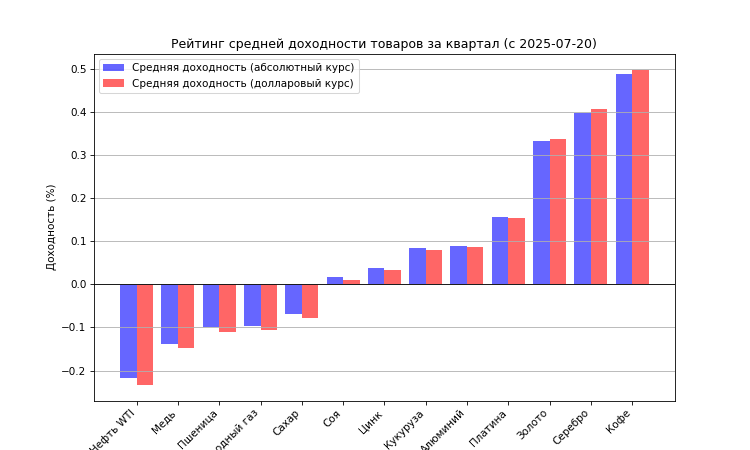 Рейтинг средней доходности товаров за квартал (с 2025-07-20)
Средняя доходность (абсолютный курс)
Средняя доходность (долларовый курс)
Доходность (%)
0.5
0.4
0.3
0.2
0.1
0.0
−0.1
−0.2
Нефть WTI
Медь
Пшеница
одный газ
Сахар
Соя
Цинк
Кукуруза
Алюминий
Платина
Золото
Серебро
Кофе